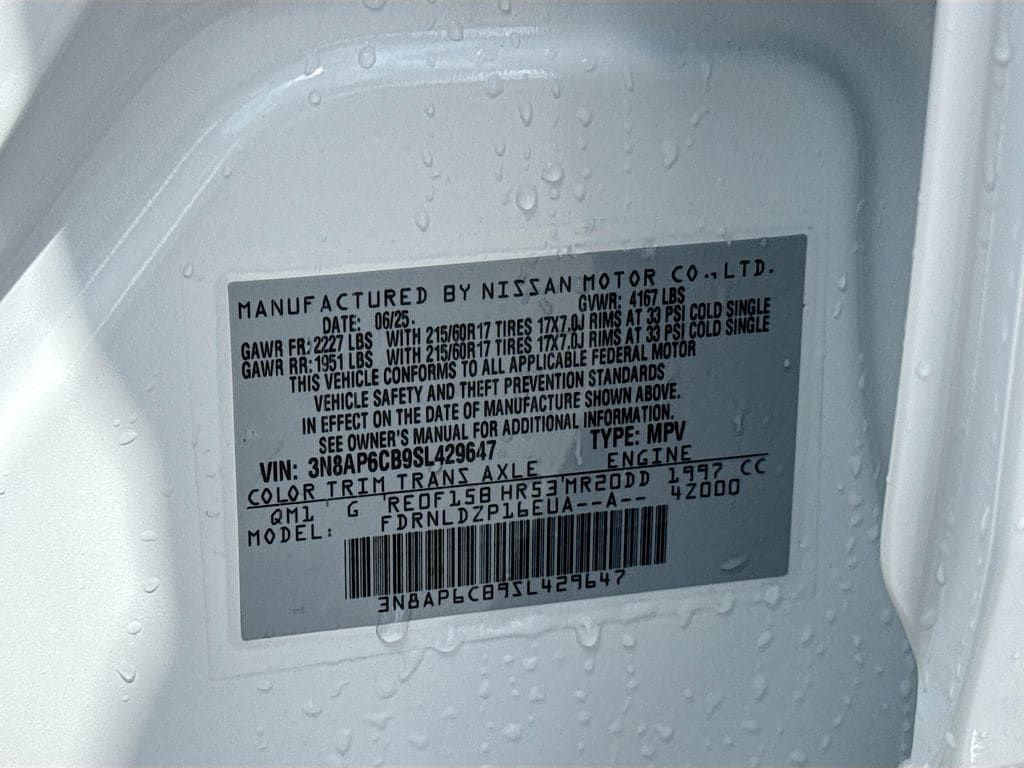 MANUFACTURED BY NISSAN MOTOR CO., LTD.
DATE: 06/25. GVWR: 4167 LBS
GAWR FR: 2227 LBS WITH 215/60R17 TIRES 17X7.0J RIMS AT 33 PSI COLD SINGLE
GAWR RR: 1951 LBS WITH 215/60R17 TIRES 17X7.0J RIMS AT 33 PSI COLD SINGLE
THIS VEHICLE CONFORMS TO ALL APPLICABLE FEDERAL MOTOR
VEHICLE SAFETY AND THEFT PREVENTION STANDARDS
IN EFFECT ON THE DATE OF MANUFACTURE SHOWN ABOVE.
SEE OWNER'S MANUAL FOR ADDITIONAL INFORMATION.
VIN: 3N8AP6CB9SL429647 TYPE: MPV
COLOR TRIM TRANS AXLE ENGINE
QM1 G RE0F15B HR53 MR20DD 1997 CC
MODEL: FDRNLDZP16EUA--A-- 4Z000
3N8AP6CB9SL429647